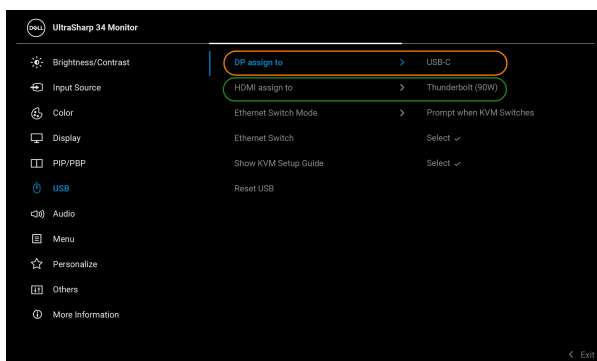 DELL UltraSharp 34 Monitor
Brightness/Contrast DP assign to > USB-C
Input Source HDMI assign to > Thunderbolt (90W)
Color Ethernet Switch Mode > Prompt when KVM Switches
Display Ethernet Switch Select ✓
PIP/PBP Show KVM Setup Guide Select ✓
USB Reset USB
Audio
Menu
Personalize
Others
More Information
< Exit